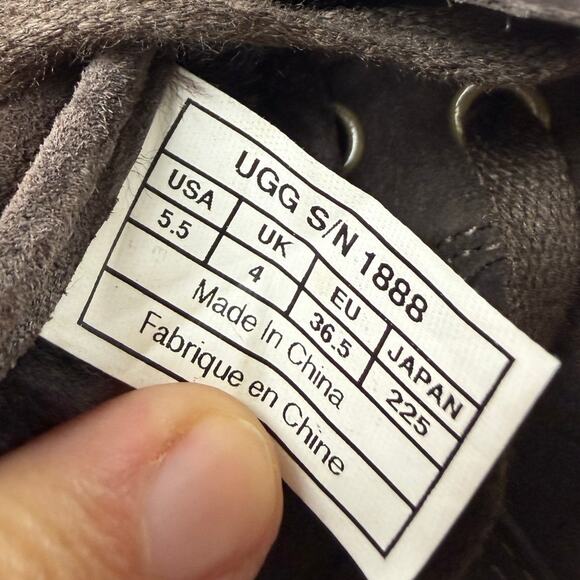 UGG S/N 1888
USA UK EU JAPAN
5.5 4 36.5 225
Made In China
Fabrique en Chine